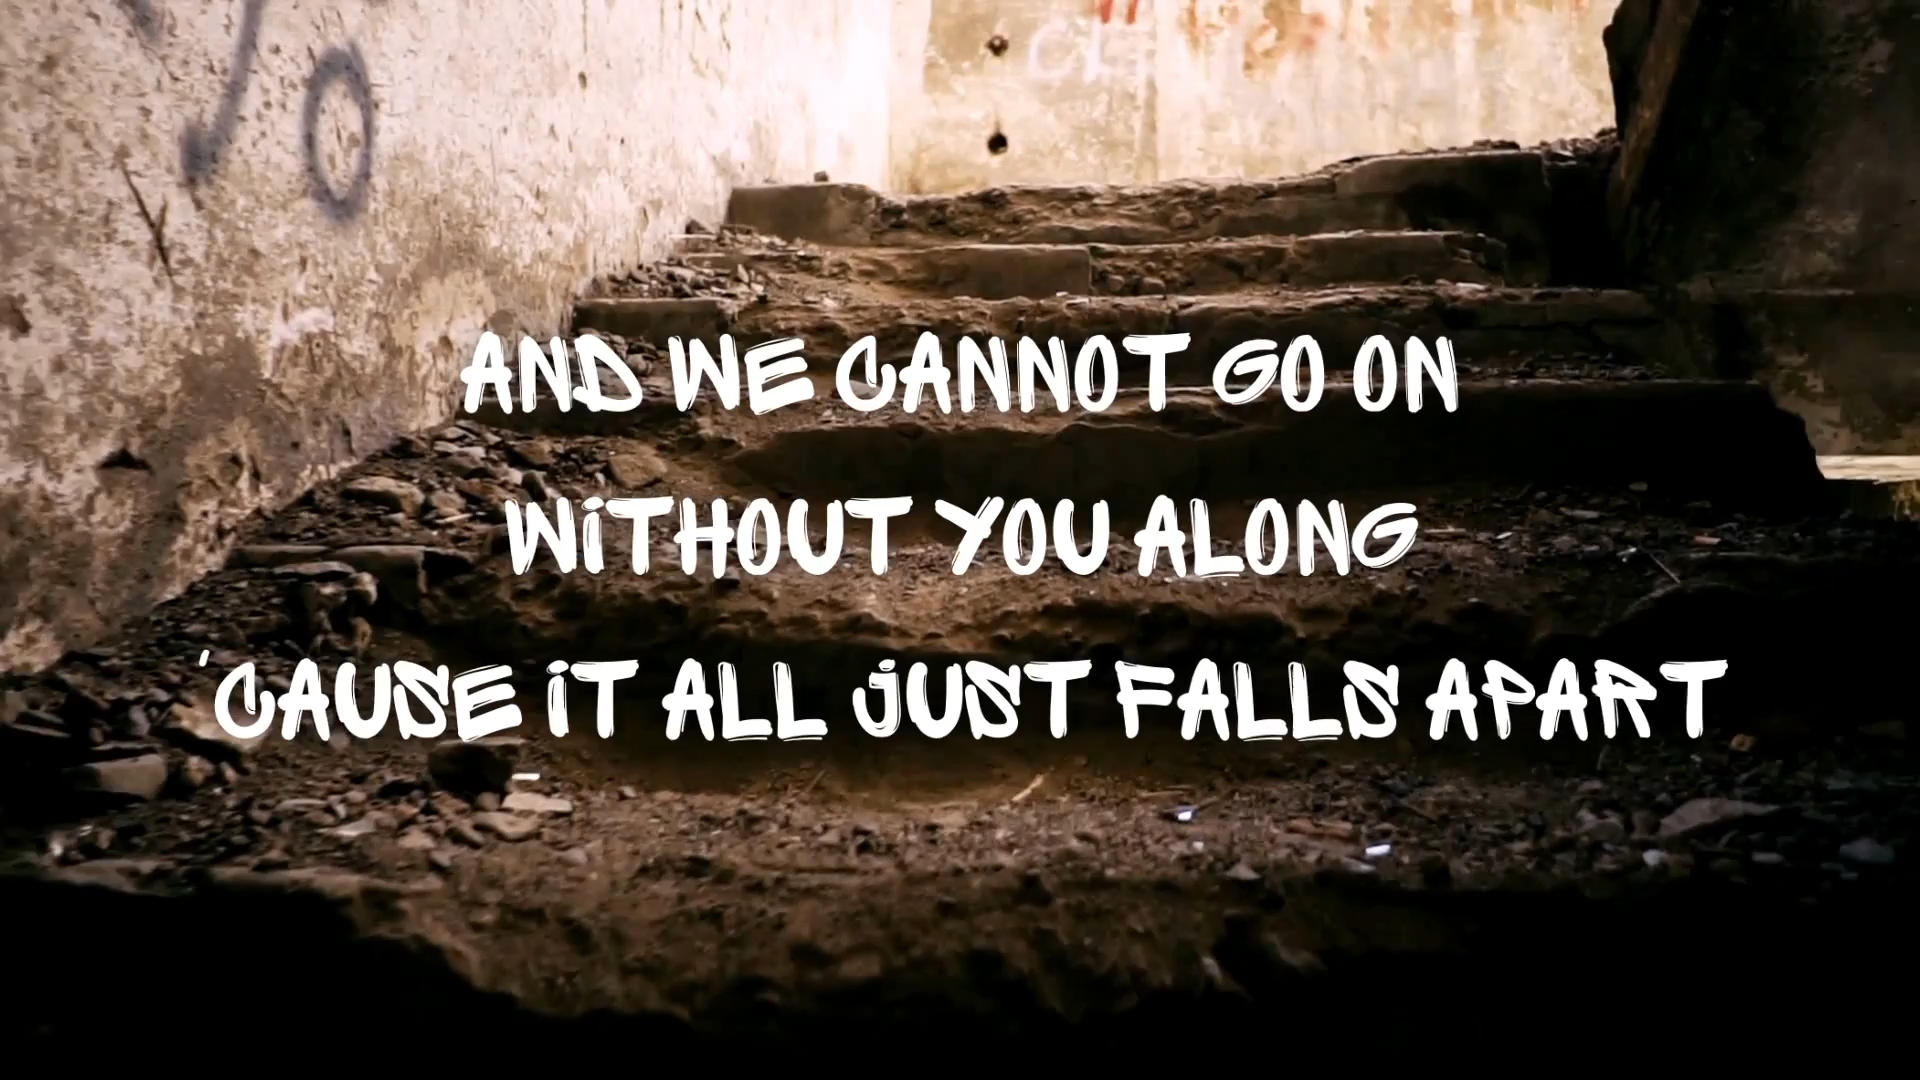 AND WE CANNOT GO ON
WITHOUT YOU ALONG
'CAUSE IT ALL JUST FALLS APART